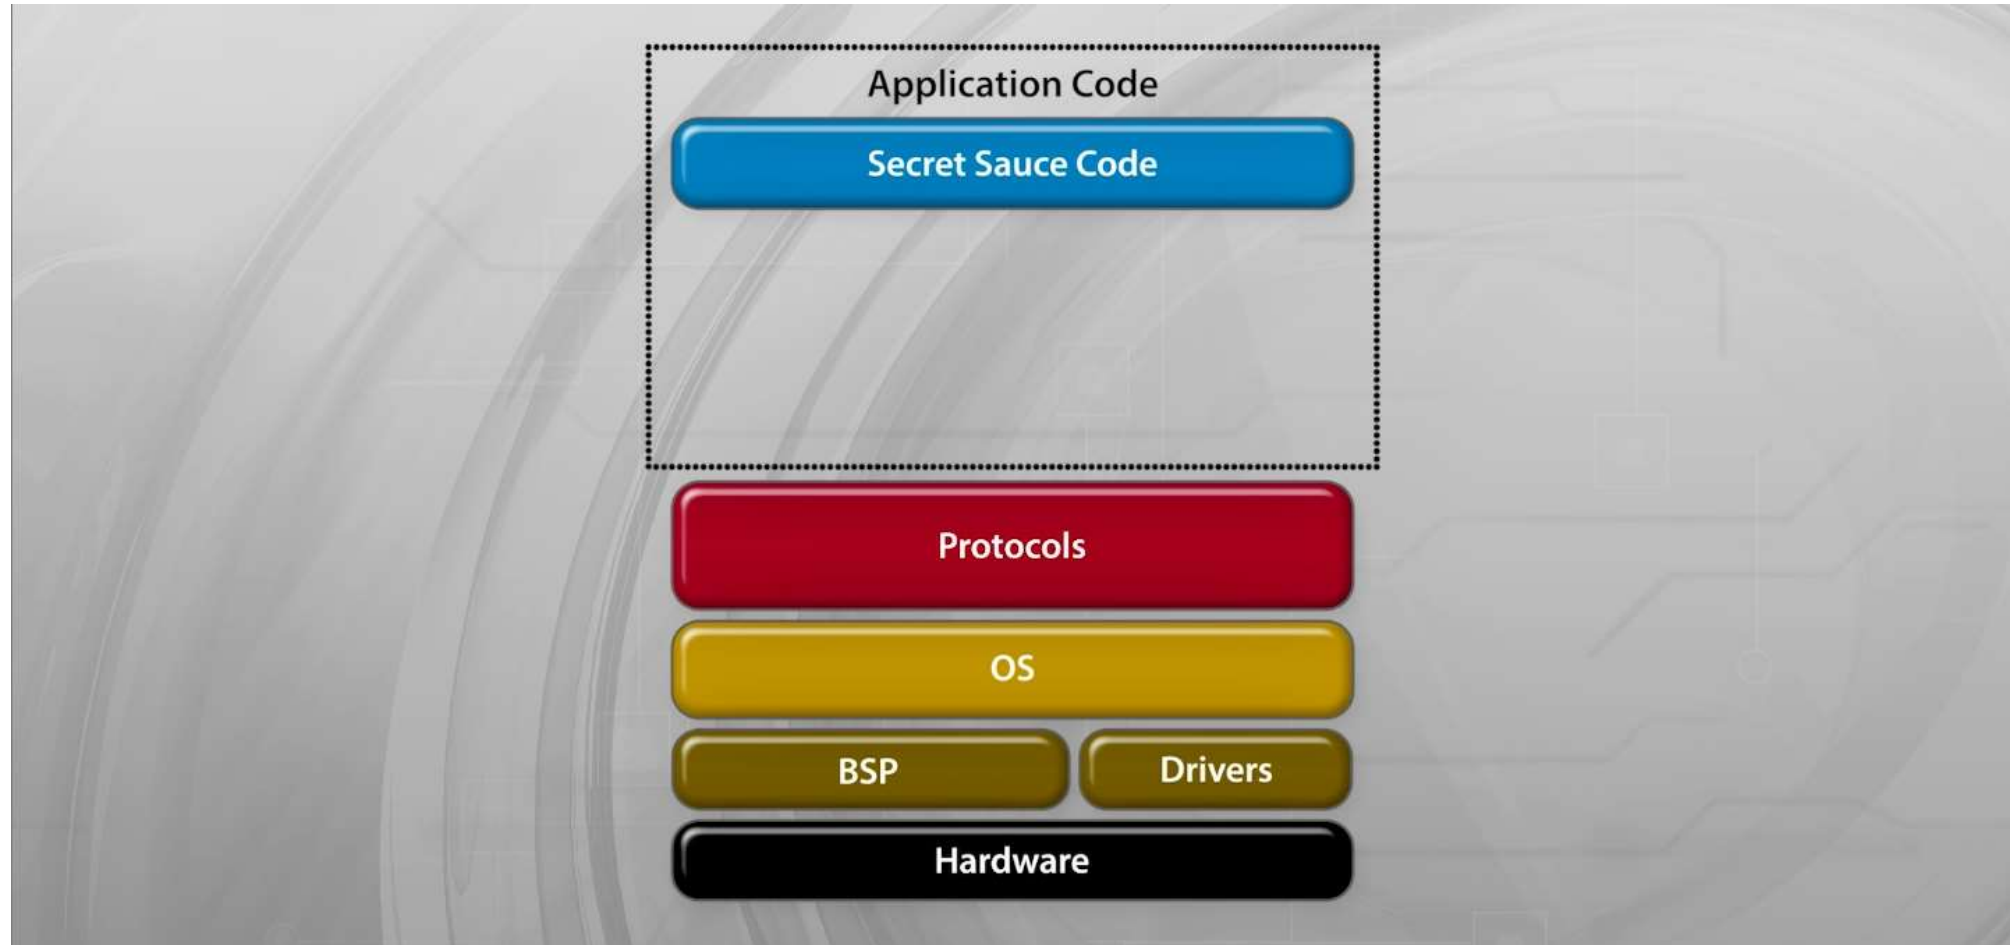 Application Code
Secret Sauce Code
Protocols
OS
BSP
Drivers
Hardware